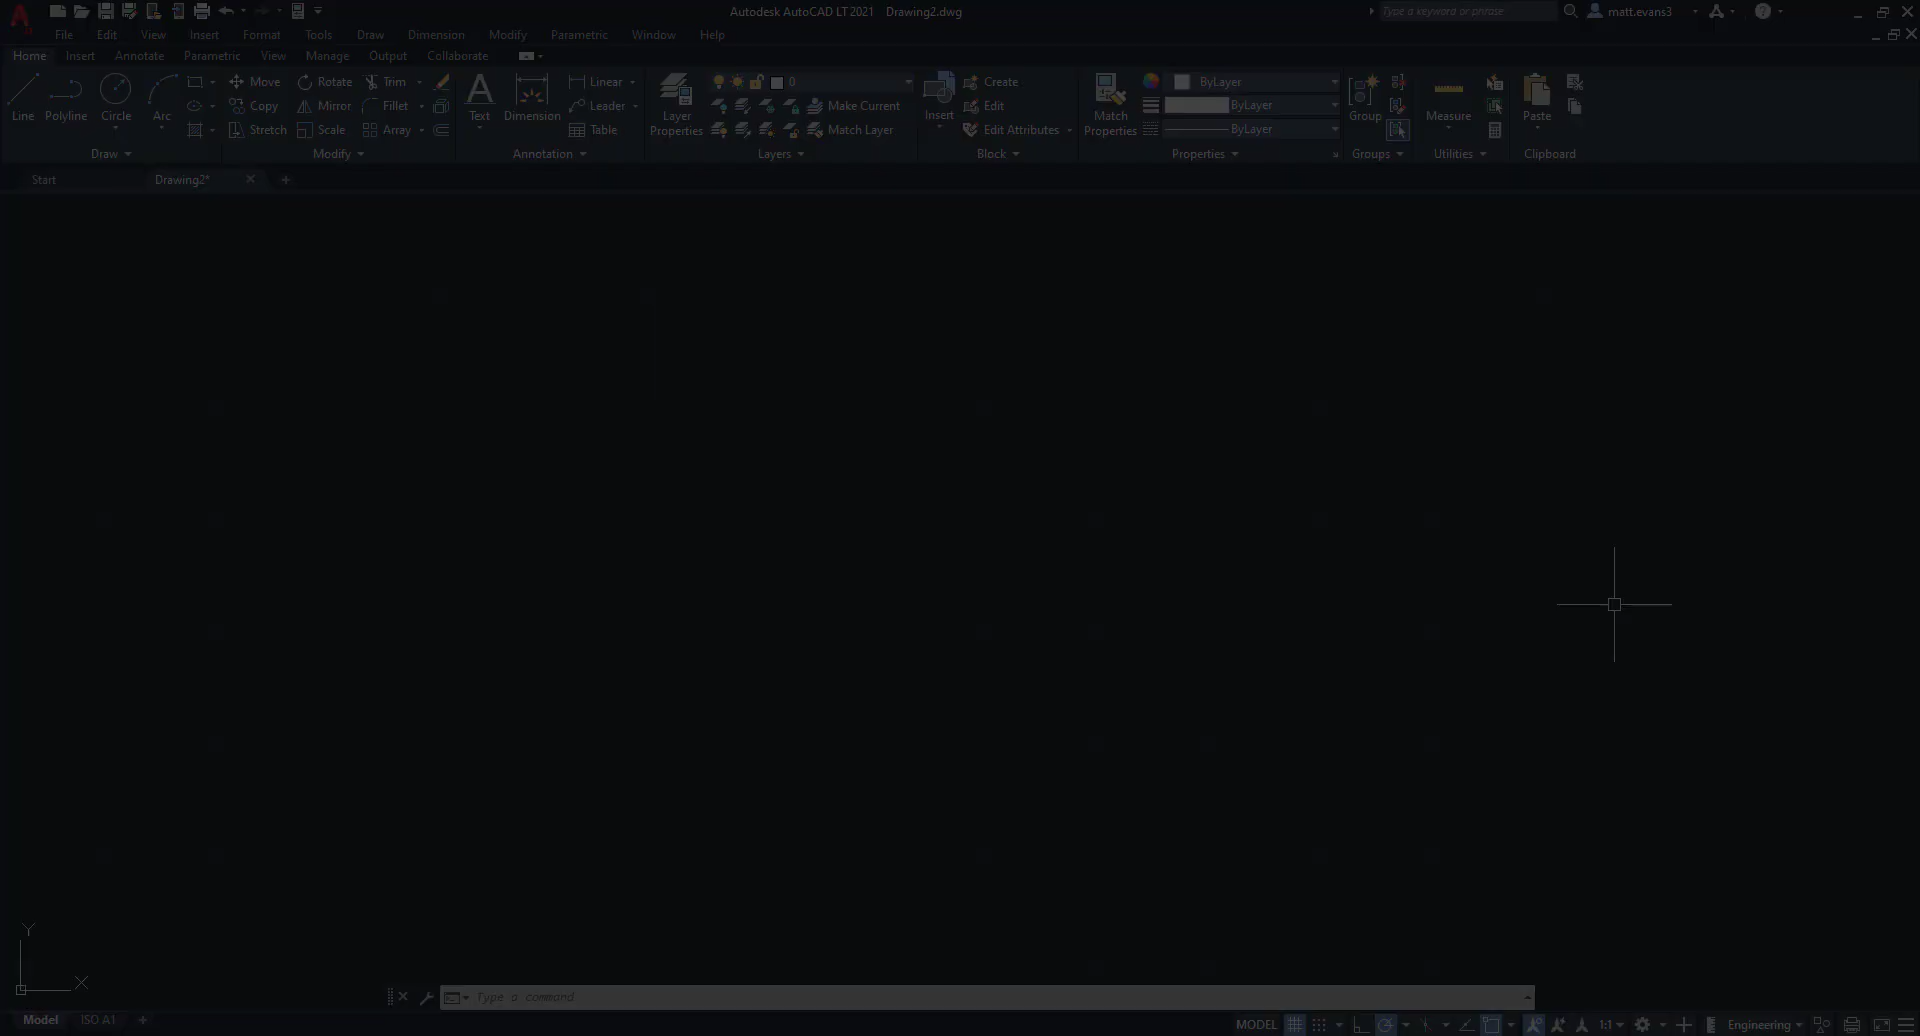 Autodesk AutoCAD LT 2021 Drawing2.dwg
Type a keyword or phrase
matt.evans3
File Edit View Insert Format Tools Draw Dimension Modify Parametric Window Help
Home Insert Annotate Parametric View Manage Output Collaborate
Move Rotate Trim Linear 0 Create ByLayer
Copy Mirror Fillet Leader Make Current Edit ByLayer
Line Polyline Circle Arc Text Dimension Layer Properties Insert Match Properties Group Measure Paste
Stretch Scale Array Table Match Layer Edit Attributes ByLayer
Draw Modify Annotation Layers Block Properties Groups Utilities Clipboard
Start Drawing2*
Y
X
Type a command
Model ISO A1
MODEL 1:1 Engineering